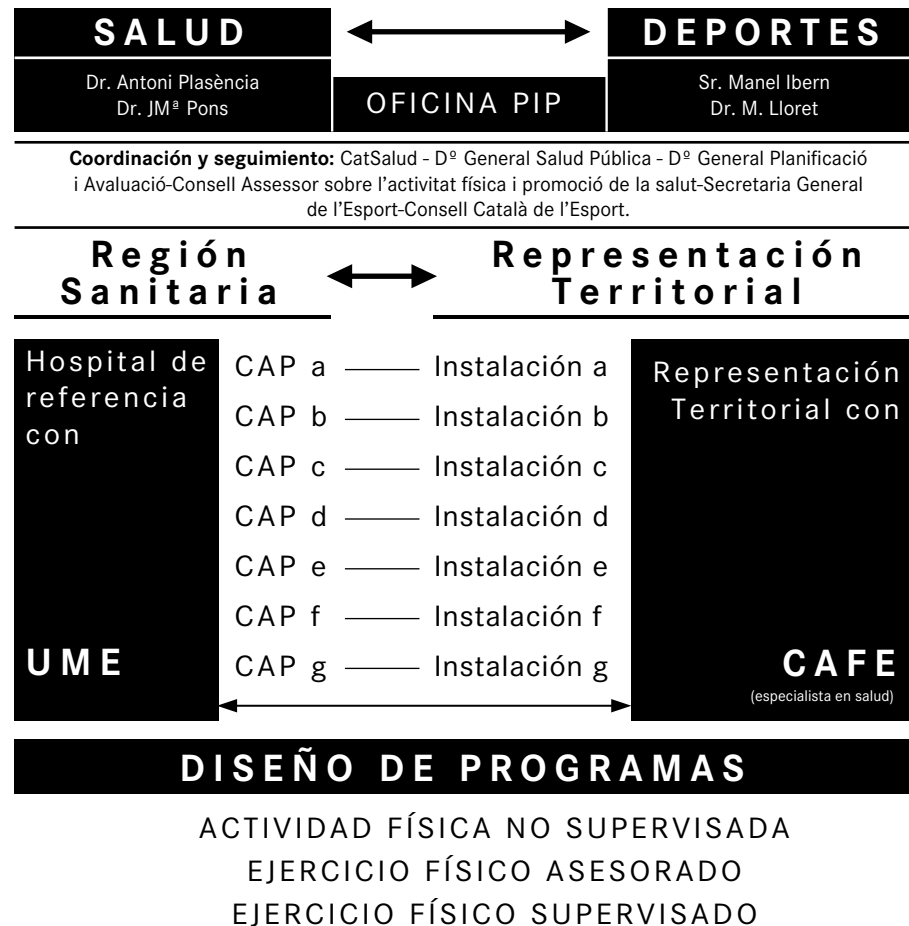 SALUD
DEPORTES
Dr. Antoni Plasència
Dr. JMª Pons
OFICINA PIP
Sr. Manel Ibern
Dr. M. Lloret
Coordinación y seguimiento: CatSalud - Dº General Salud Pública - Dº General Planificació
i Avaluació-Consell Assessor sobre l’activitat física i promoció de la salut-Secretaria General
de l’Esport-Consell Català de l’Esport.
Región
Sanitaria
Representación
Territorial
Hospital de
referencia
con
UME
CAP a Instalación a
CAP b Instalación b
CAP c Instalación c
CAP d Instalación d
CAP e Instalación e
CAP f Instalación f
CAP g Instalación g
Representación
Territorial con
CAFE
(especialista en salud)
DISEÑO DE PROGRAMAS
ACTIVIDAD FÍSICA NO SUPERVISADA
EJERCICIO FÍSICO ASESORADO
EJERCICIO FÍSICO SUPERVISADO